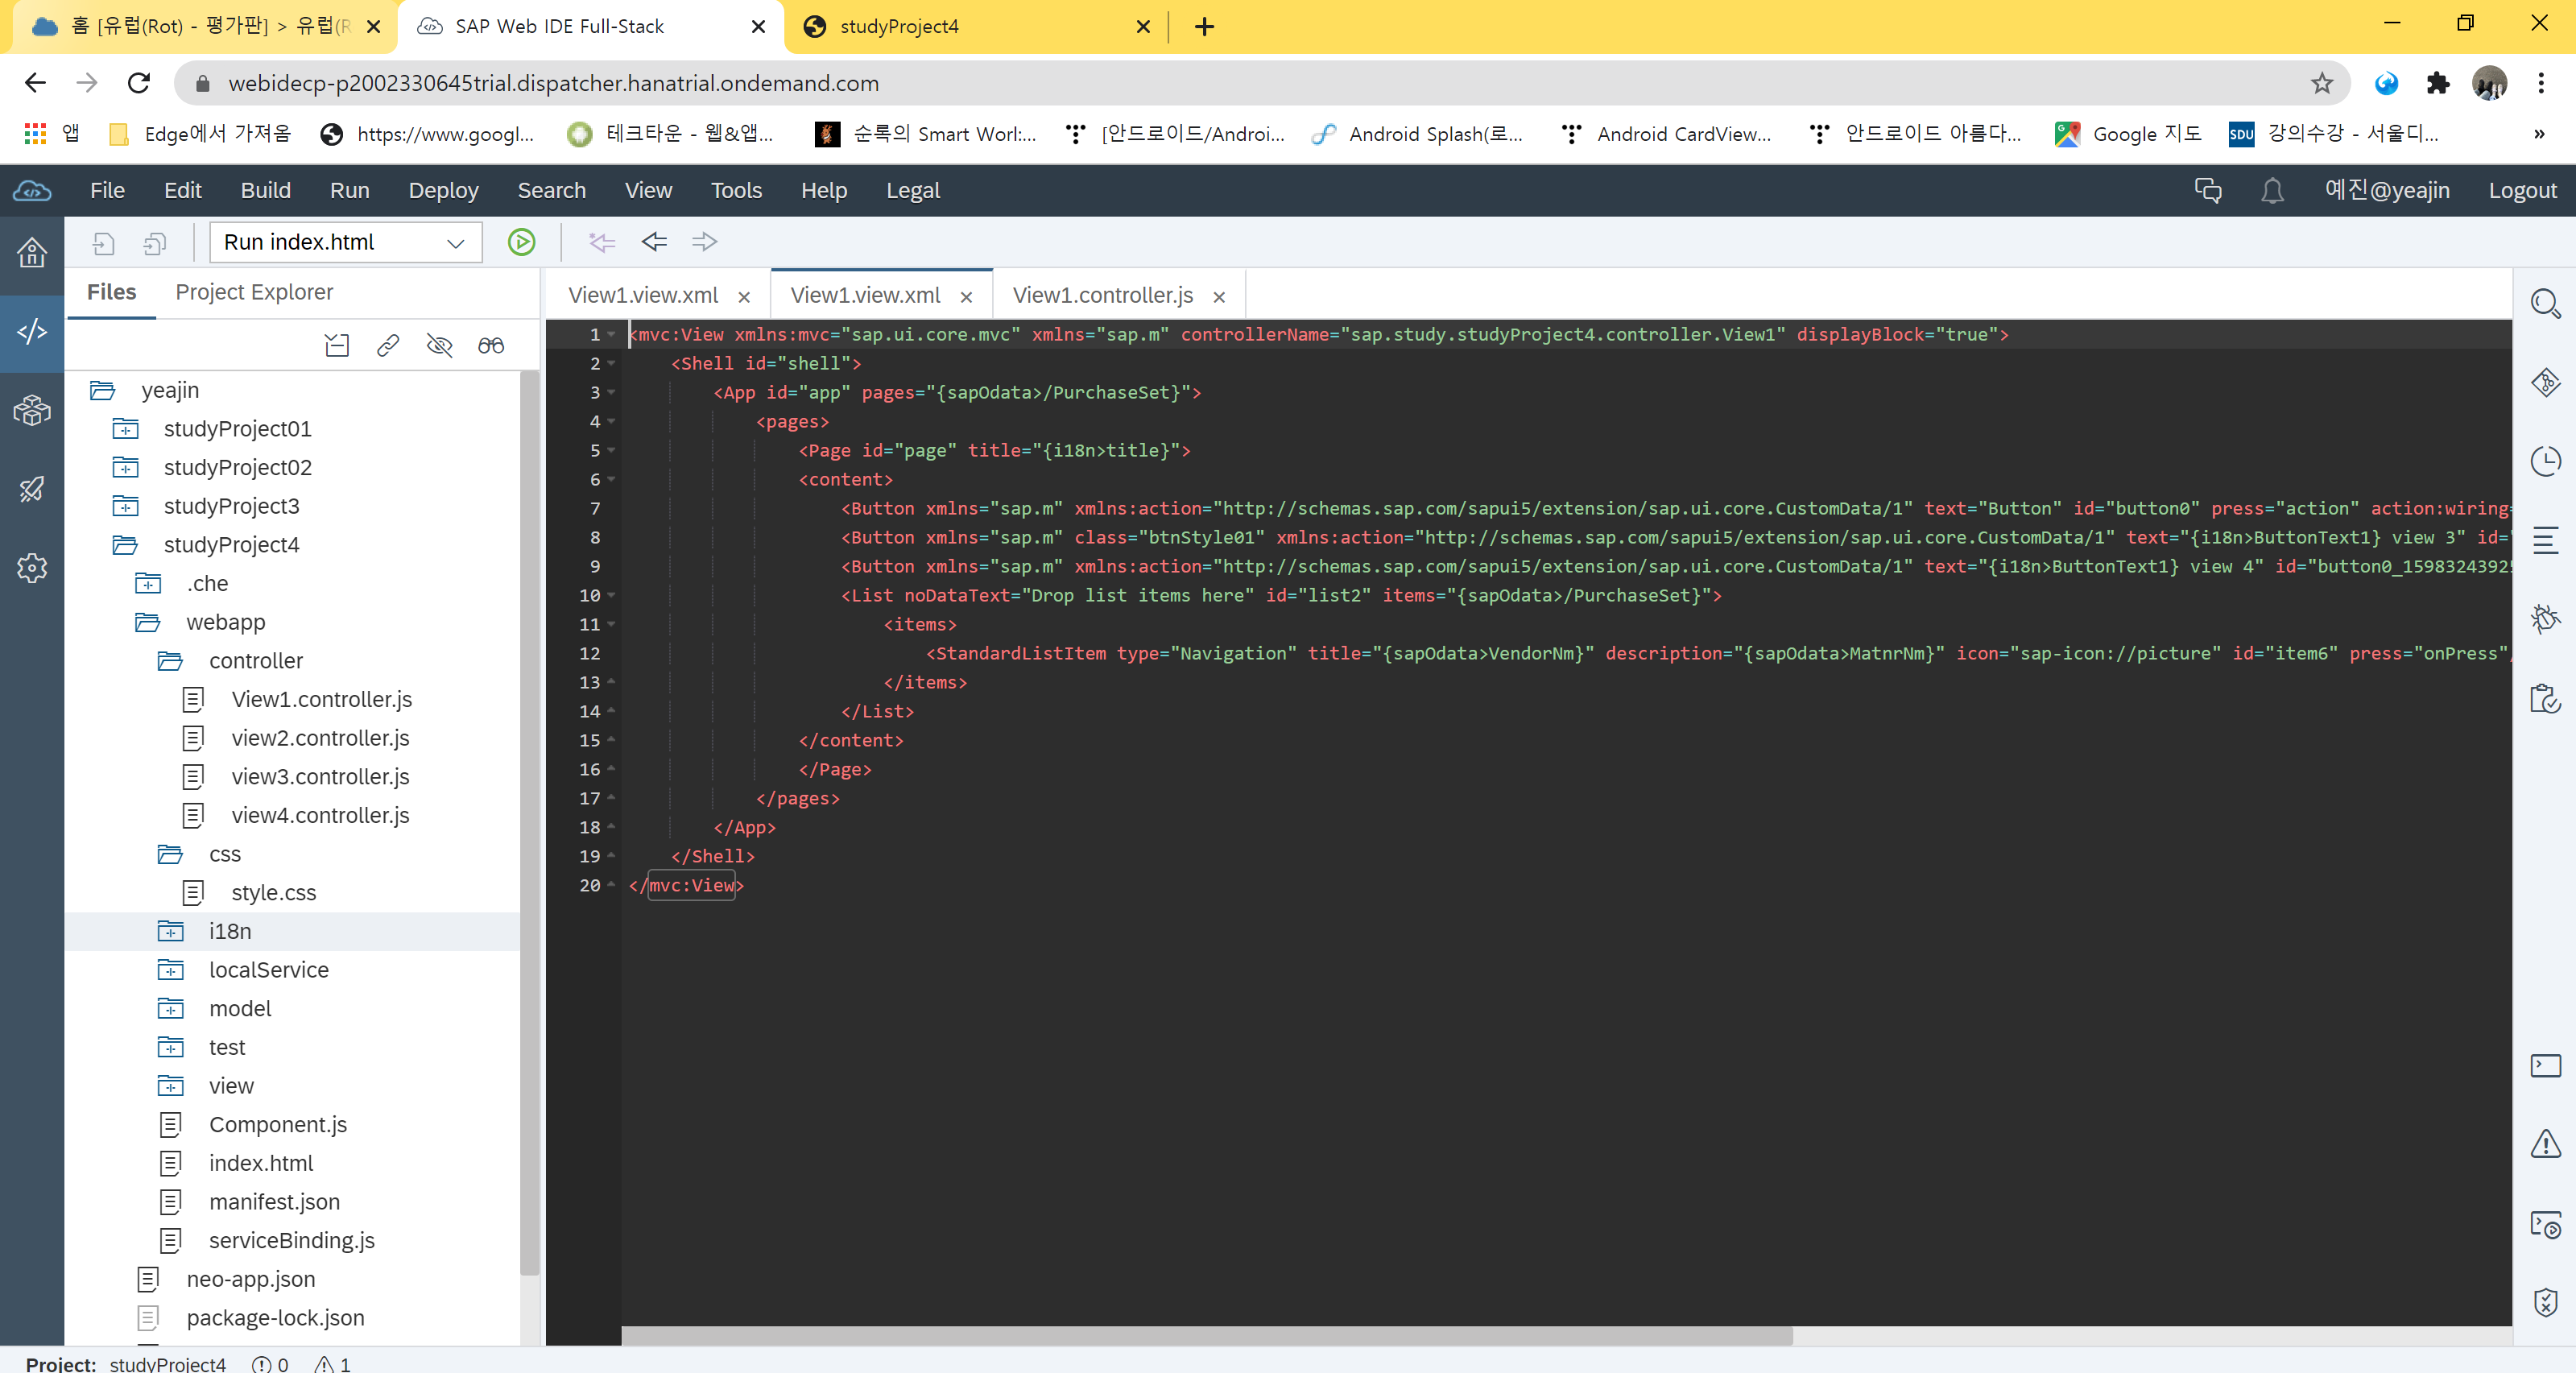 홈 [유럽(Rot) - 평가판] > 유럽(R
SAP Web IDE Full-Stack
studyProject4
webidecp-p2002330645trial.dispatcher.hanatrial.ondemand.com
앱
Edge에서 가져옴
https://www.googl...
테크타운 - 웹&앱...
순록의 Smart Worl:...
[안드로이드/Androi...
Android Splash(로...
Android CardView...
안드로이드 아름다...
Google 지도
SDU 강의수강 - 서울디...
»
File Edit Build Run Deploy Search View Tools Help Legal
예진@yeajin Logout
Run index.html
Files Project Explorer
View1.view.xml View1.view.xml View1.controller.js
yeajin
studyProject01
studyProject02
studyProject3
studyProject4
.che
webapp
controller
View1.controller.js
view2.controller.js
view3.controller.js
view4.controller.js
css
style.css
i18n
localService
model
test
view
Component.js
index.html
manifest.json
serviceBinding.js
neo-app.json
package-lock.json
1 <mvc:View xmlns:mvc="sap.ui.core.mvc" xmlns="sap.m" controllerName="sap.study.studyProject4.controller.View1" displayBlock="true">
2 <Shell id="shell">
3 <App id="app" pages="{sapOdata>/PurchaseSet}">
4 <pages>
5 <Page id="page" title="{i18n>title}">
6 <content>
7 <Button xmlns="sap.m" xmlns:action="http://schemas.sap.com/sapui5/extension/sap.ui.core.CustomData/1" text="Button" id="button0" press="action" action:wiring=
8 <Button xmlns="sap.m" class="btnStyle01" xmlns:action="http://schemas.sap.com/sapui5/extension/sap.ui.core.CustomData/1" text="{i18n>ButtonText1} view 3" id="
9 <Button xmlns="sap.m" xmlns:action="http://schemas.sap.com/sapui5/extension/sap.ui.core.CustomData/1" text="{i18n>ButtonText1} view 4" id="button0_15983243925
10 <List noDataText="Drop list items here" id="list2" items="{sapOdata>/PurchaseSet}">
11 <items>
12 <StandardListItem type="Navigation" title="{sapOdata>VendorNm}" description="{sapOdata>MatnrNm}" icon="sap-icon://picture" id="item6" press="onPress"/
13 </items>
14 </List>
15 </content>
16 </Page>
17 </pages>
18 </App>
19 </Shell>
20 </mvc:View>
Project: studyProject4 0 1